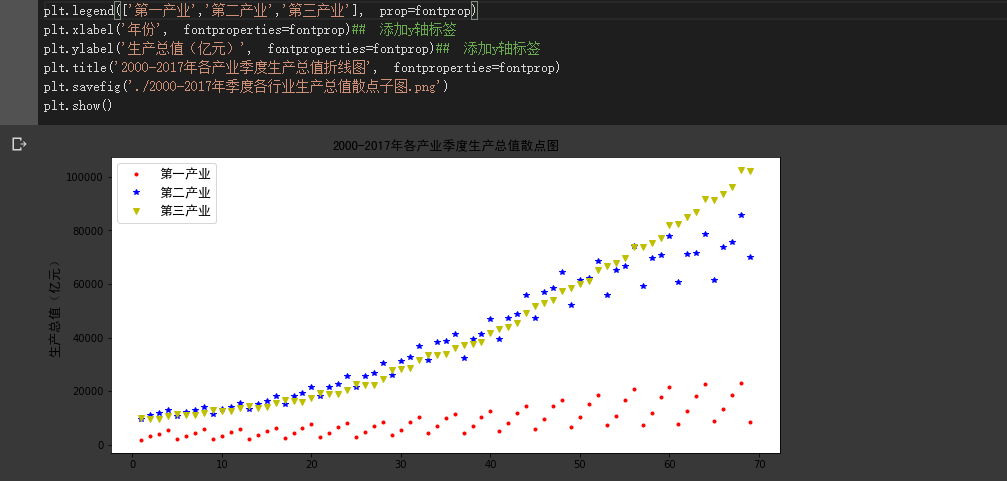 plt.legend(['第一产业','第二产业','第三产业'], prop=fontprop)
plt.xlabel('年份', fontproperties=fontprop)## 添加y轴标签
plt.ylabel('生产总值（亿元）', fontproperties=fontprop)## 添加y轴标签
plt.title('2000-2017年各产业季度生产总值折线图', fontproperties=fontprop)
plt.savefig('./2000-2017年季度各行业生产总值散点子图.png')
plt.show()
2000-2017年各产业季度生产总值散点图
第一产业
第二产业
第三产业
100000
80000
60000
40000
20000
0
生产总值（亿元）
0 10 20 30 40 50 60 70